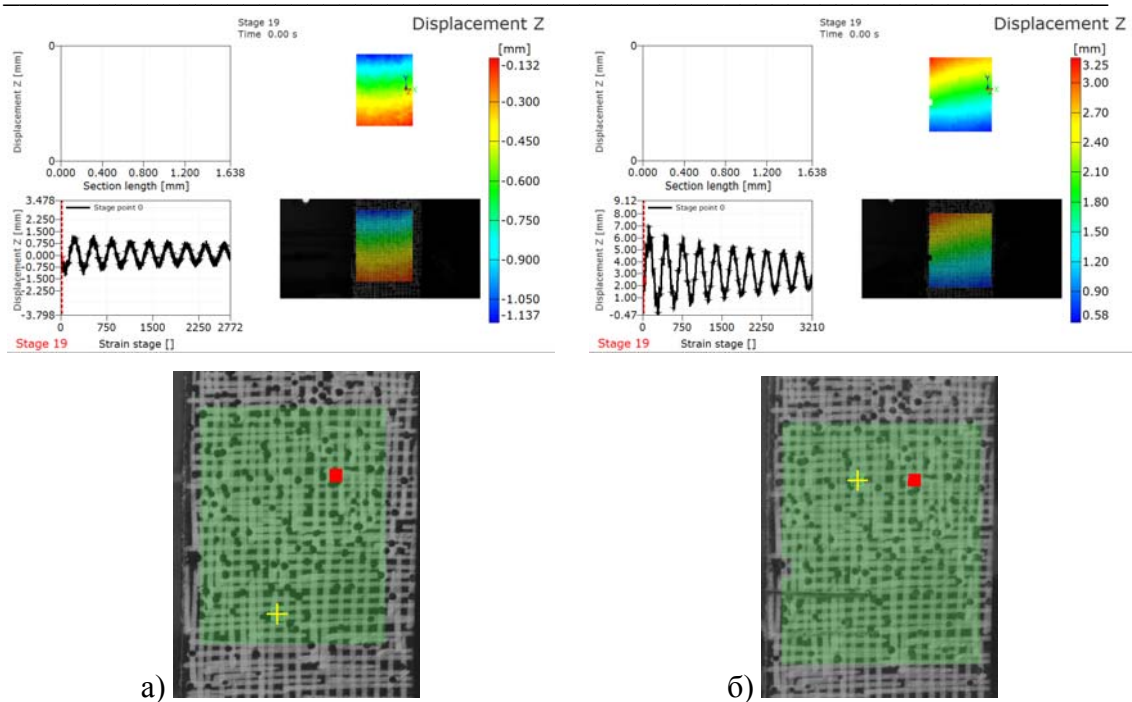 Stage 19
Time 0.00 s
Displacement Z
[mm]
-0.132
-0.300
-0.450
-0.600
-0.750
-0.900
-1.050
-1.137
Displacement Z [mm]
0
0
0.000 0.400 0.800 1.200 1.638
Section length [mm]
Y
X
Displacement Z [mm]
3.478
2.250
1.500
0.750
0.000
-0.750
-1.500
-2.250
-3.798
Stage point 0
0 750 1500 2250 2772
Stage 19 Strain stage []
Stage 19
Time 0.00 s
Displacement Z
[mm]
3.25
3.00
2.70
2.40
2.10
1.80
1.50
1.20
0.90
0.58
Displacement Z [mm]
0
0
0.000 0.400 0.800 1.200 1.638
Section length [mm]
Y
X
Displacement Z [mm]
9.12
8.00
7.00
6.00
5.00
4.00
3.00
2.00
1.00
-0.47
Stage point 0
0 750 1500 2250 3210
Stage 19 Strain stage []
а)
б)